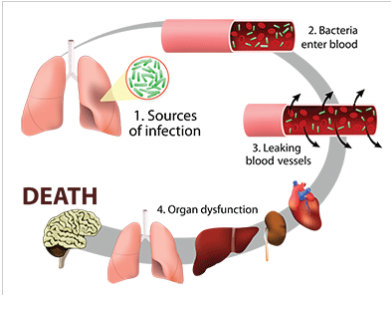 2. Bacteria
enter blood
1. Sources
of infection
3. Leaking
blood vessels
4. Organ dysfunction
DEATH